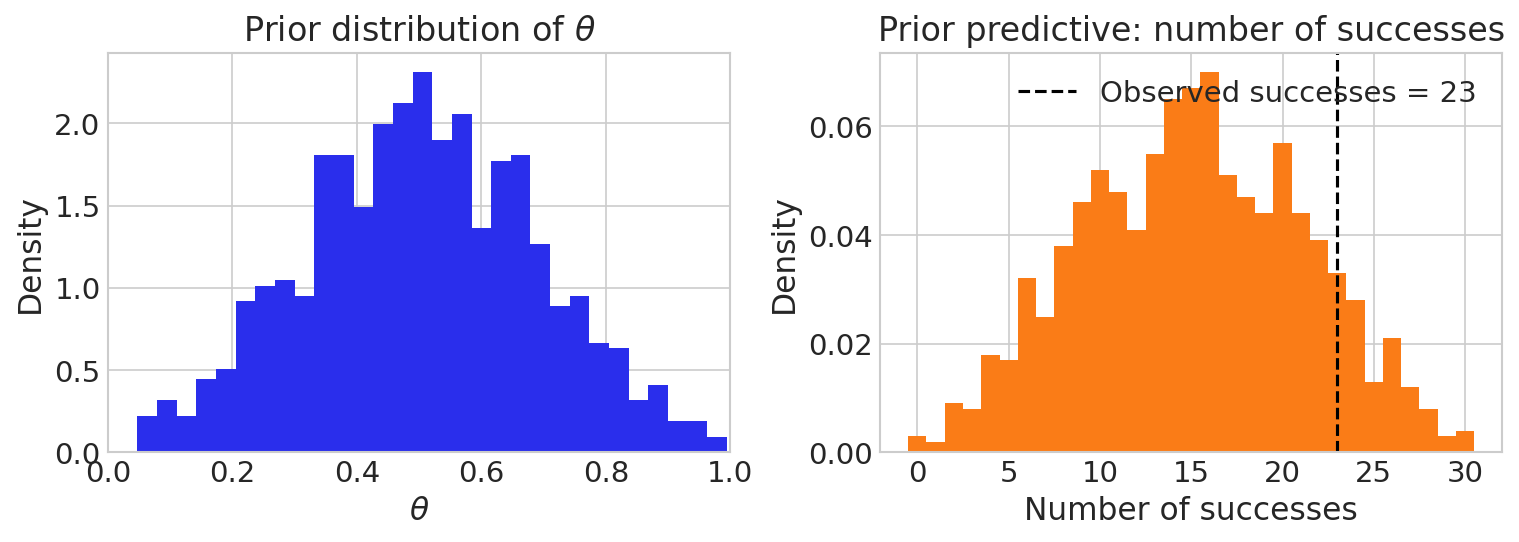 Prior distribution of θ
Density
2.0
1.5
1.0
0.5
0.0
0.0 0.2 0.4 0.6 0.8 1.0
θ
Prior predictive: number of successes
Observed successes = 23
Density
0.06
0.04
0.02
0.00
0 5 10 15 20 25 30
Number of successes